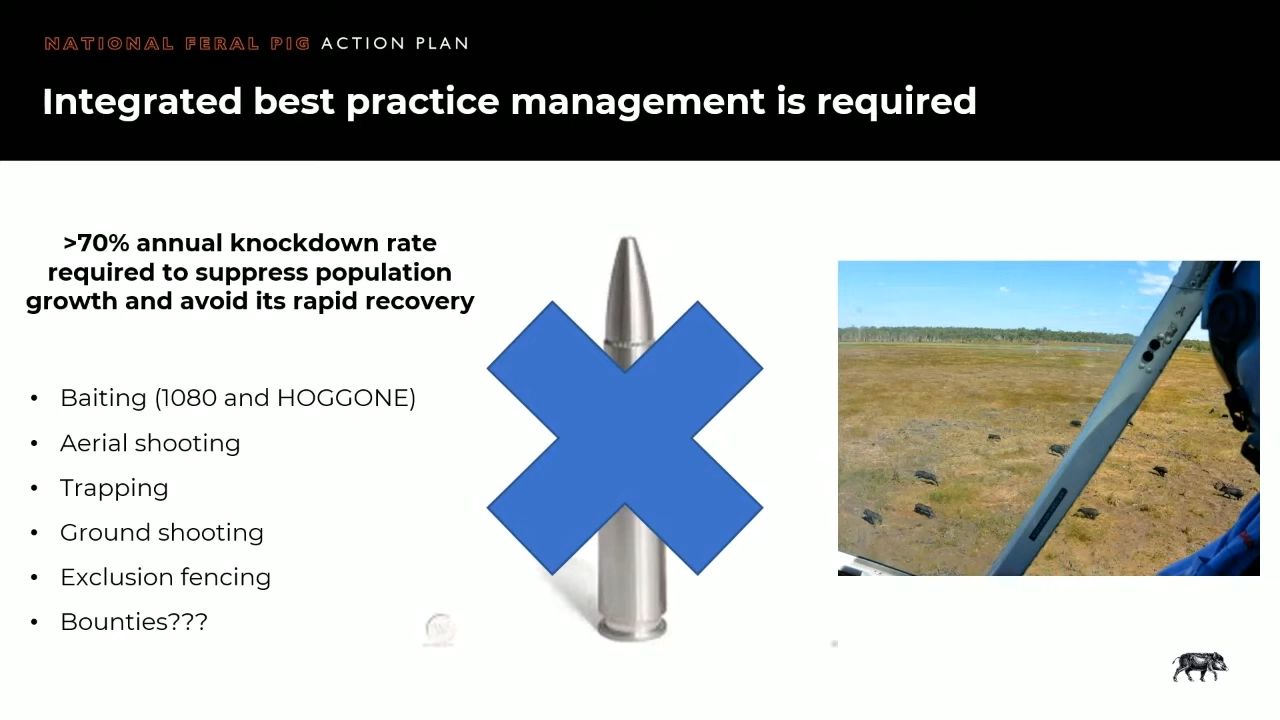 NATIONAL FERAL PIG ACTION PLAN
Integrated best practice management is required
>70% annual knockdown rate
required to suppress population
growth and avoid its rapid recovery
• Baiting (1080 and HOGGONE)
• Aerial shooting
• Trapping
• Ground shooting
• Exclusion fencing
• Bounties???